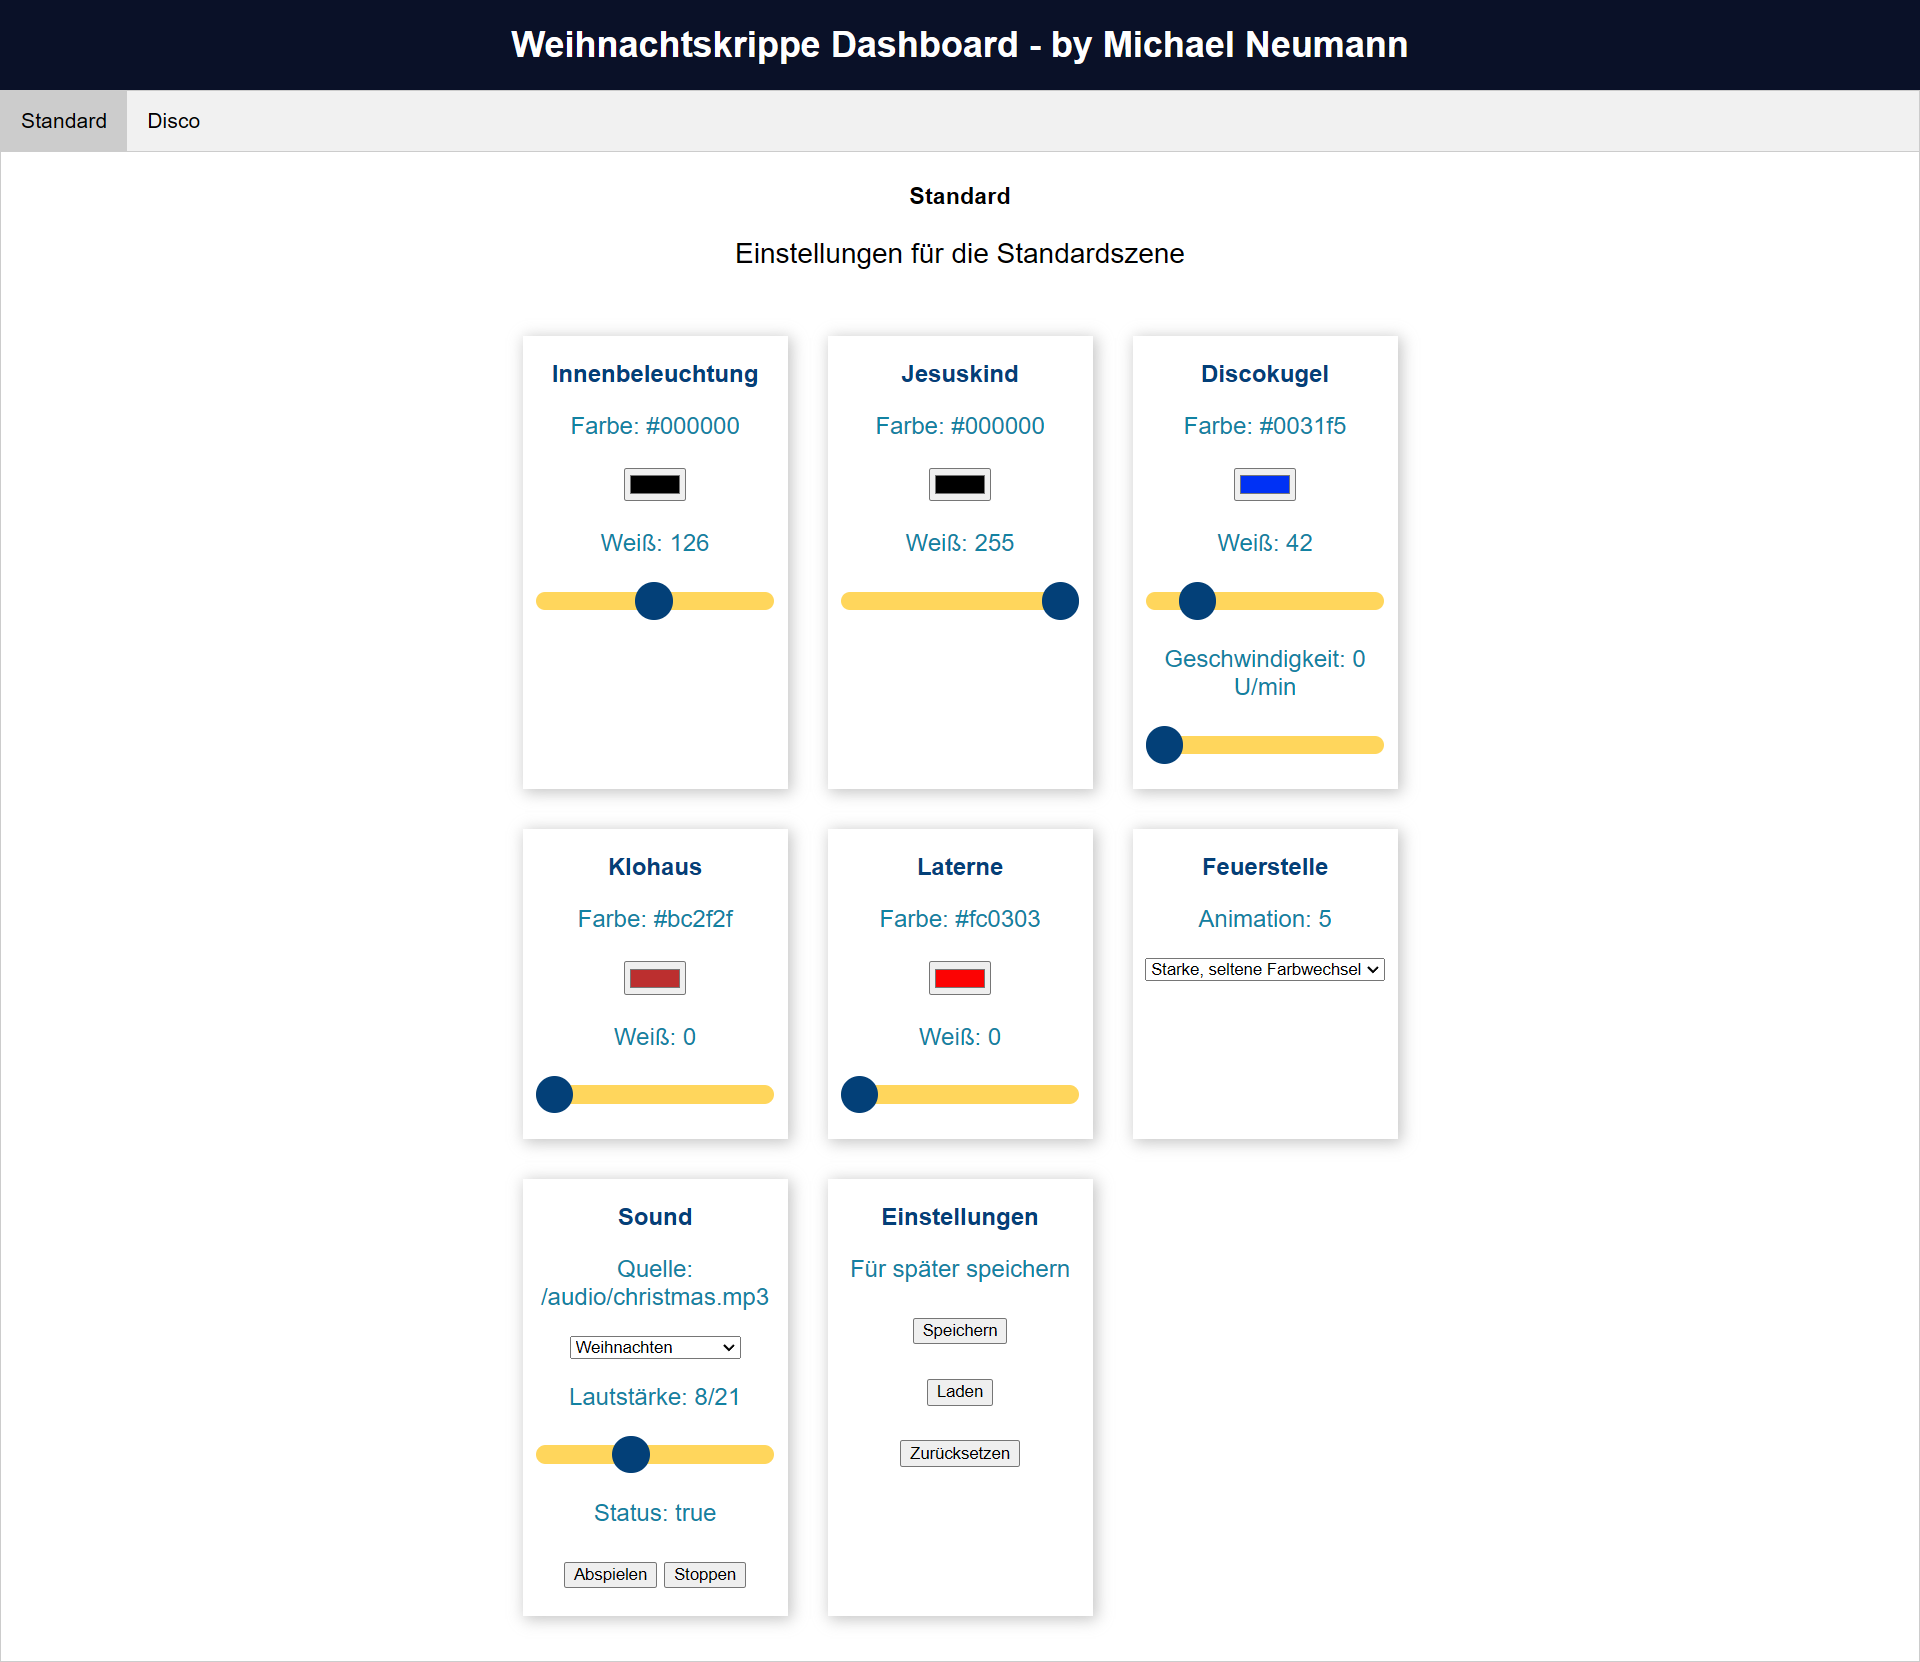 Weihnachtskrippe Dashboard - by Michael Neumann
Standard
Disco
Standard
Einstellungen für die Standardszene
Innenbeleuchtung
Farbe: #000000
Weiß: 126
Jesuskind
Farbe: #000000
Weiß: 255
Discokugel
Farbe: #0031f5
Weiß: 42
Geschwindigkeit: 0
U/min
Klohaus
Farbe: #bc2f2f
Weiß: 0
Laterne
Farbe: #fc0303
Weiß: 0
Feuerstelle
Animation: 5
Starke, seltene Farbwechsel
Sound
Quelle:
/audio/christmas.mp3
Weihnachten
Lautstärke: 8/21
Status: true
Abspielen Stoppen
Einstellungen
Für später speichern
Speichern
Laden
Zurücksetzen